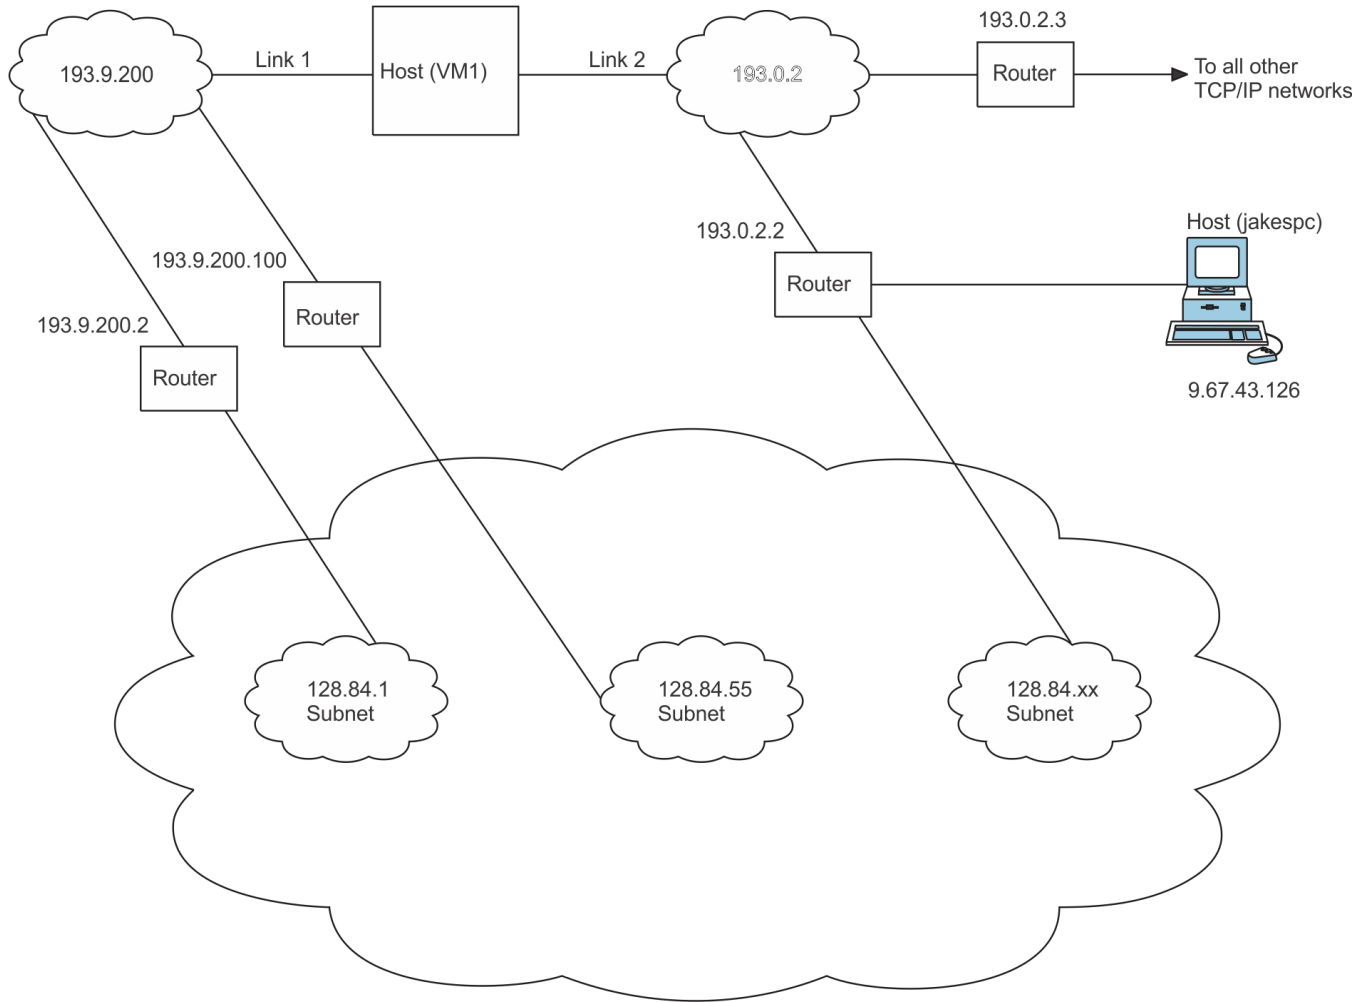 193.0.2.3
193.9.200
Link 1
Host (VM1)
Link 2
193.0.2
Router
To all other
TCP/IP networks
193.0.2.2
Host (jakespc)
193.9.200.100
Router
Router
193.9.200.2
Router
9.67.43.126
128.84.1
Subnet
128.84.55
Subnet
128.84.xx
Subnet